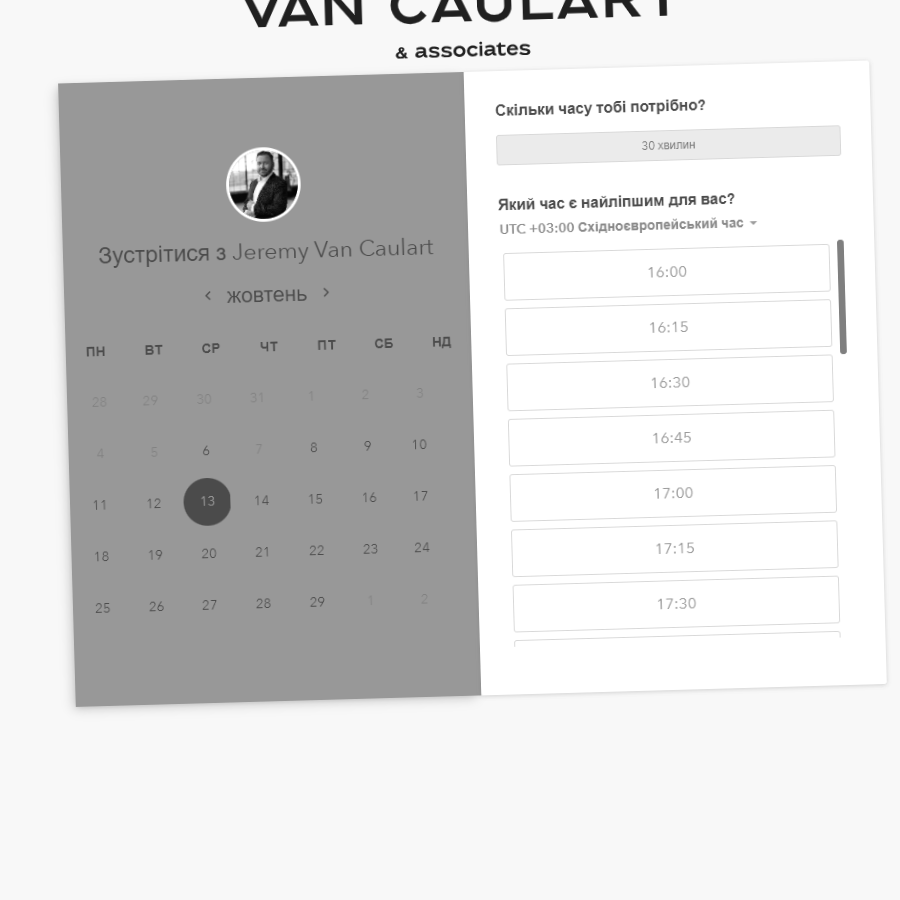 VAN CAULART
& associates
Зустрітися з Jeremy Van Caulart
жовтень
ПН ВТ СР ЧТ ПТ СБ НД
28 29 30 31 1 2 3
4 5 6 7 8 9 10
11 12 13 14 15 16 17
18 19 20 21 22 23 24
25 26 27 28 29 1 2
Скільки часу тобі потрібно?
30 хвилин
Який час є найліпшим для вас?
UTC +03:00 Східноєвропейський час
16:00
16:15
16:30
16:45
17:00
17:15
17:30